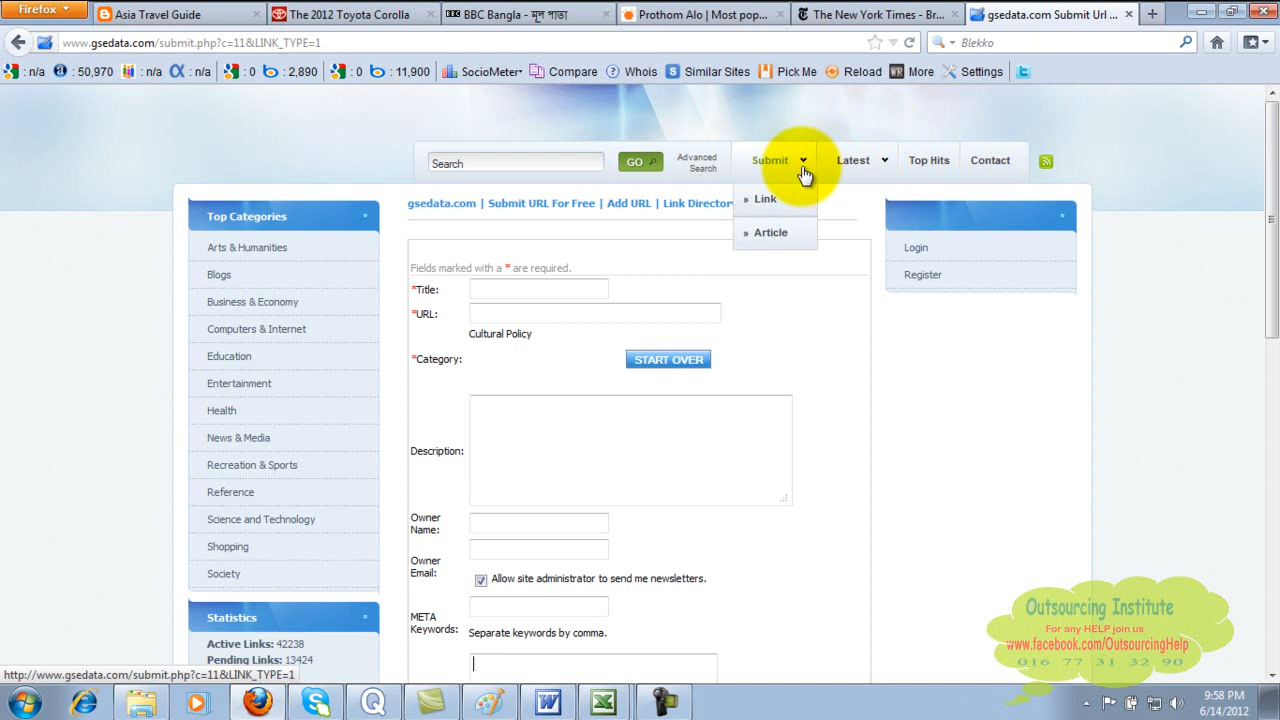 Firefox
Asia Travel Guide
The 2012 Toyota Corolla
BBC Bangla - মূল পাতা
Prothom Alo | Most pop...
The New York Times - Br...
gsedata.com Submit Url ...
www.gsedata.com/submit.php?c=11&LINK_TYPE=1
Blekko
: n/a
: 50,970
: n/a
: n/a
: 0
: 2,890
: 0
: 11,900
SocioMeter
Compare
Whois
Similar Sites
Pick Me
Reload
More
Settings
Search
GO
Advanced
Search
Submit
Latest
Top Hits
Contact
» Link
» Article
Top Categories
Arts & Humanities
Blogs
Business & Economy
Computers & Internet
Education
Entertainment
Health
News & Media
Recreation & Sports
Reference
Science and Technology
Shopping
Society
Statistics
Active Links: 42238
Pending Links: 13424
gsedata.com | Submit URL For Free | Add URL | Link Director
Fields marked with a * are required.
*Title:
*URL:
Cultural Policy
*Category:
START OVER
Description:
Owner
Name:
Owner
Email:
Allow site administrator to send me newsletters.
META
Keywords:
Separate keywords by comma.
Login
Register
Outsourcing Institute
For any HELP join us
www.facebook.com/OutsourcingHelp
016 77 31 32 90
http://www.gsedata.com/submit.php?c=11&LINK_TYPE=1
9:58 PM
6/14/2012